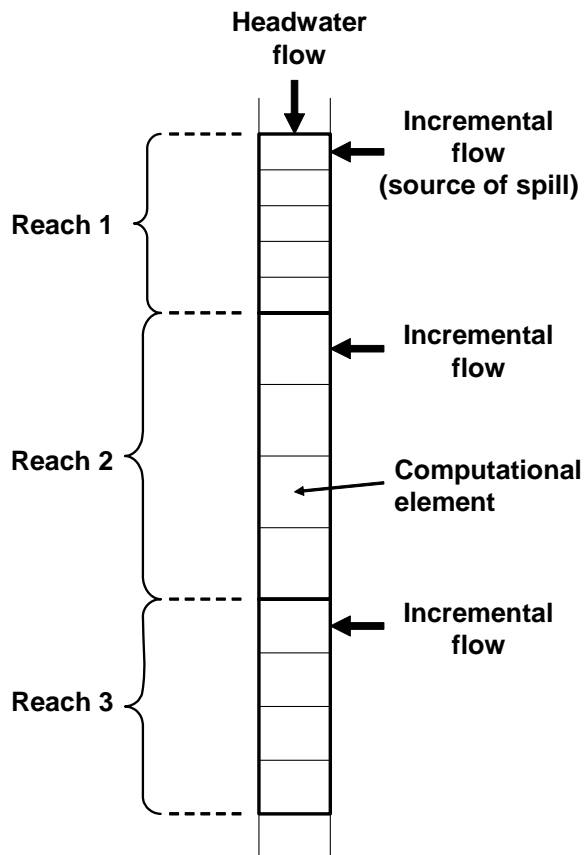 Headwater
flow
Incremental
flow
(source of spill)
Reach 1
Incremental
flow
Reach 2
Computational
element
Incremental
flow
Reach 3